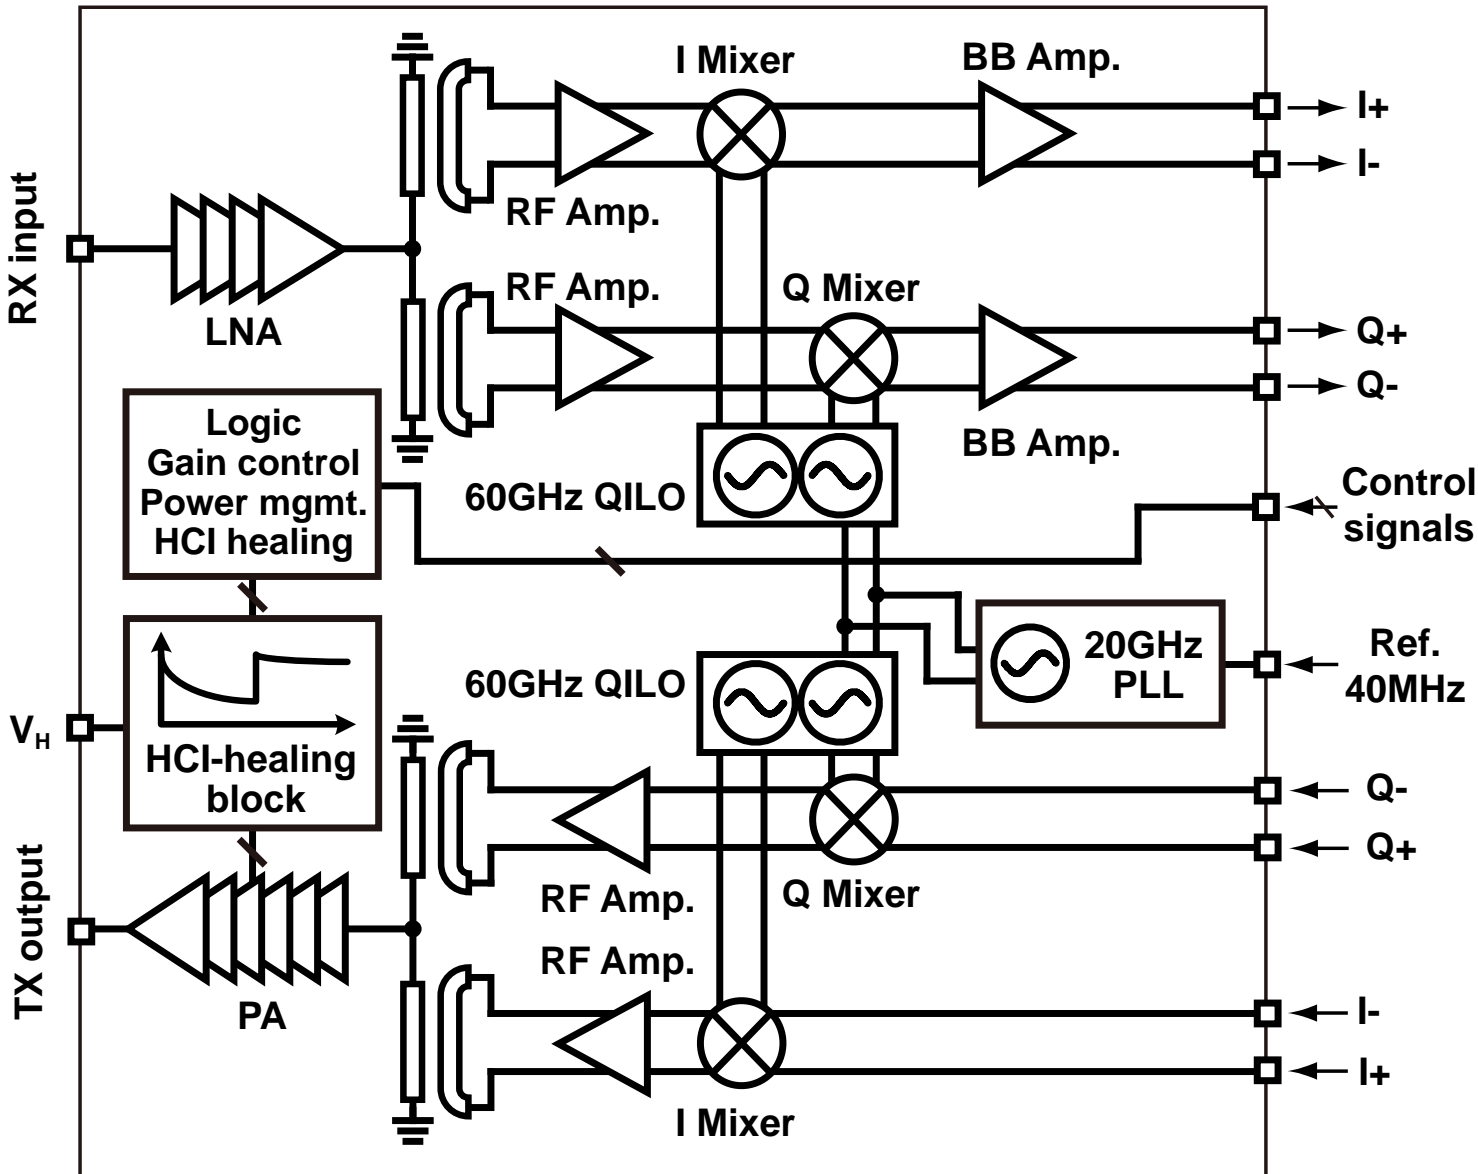 I Mixer
BB Amp.
I+
I-
RF Amp.
RX input
LNA
RF Amp.
Q Mixer
Q+
Q-
BB Amp.
Logic
Gain control
Power mgmt.
HCI healing
60GHz QILO
Control
signals
20GHz
PLL
Ref.
40MHz
60GHz QILO
VH
HCI-healing
block
Q-
Q+
RF Amp.
Q Mixer
TX output
PA
RF Amp.
I-
I+
I Mixer